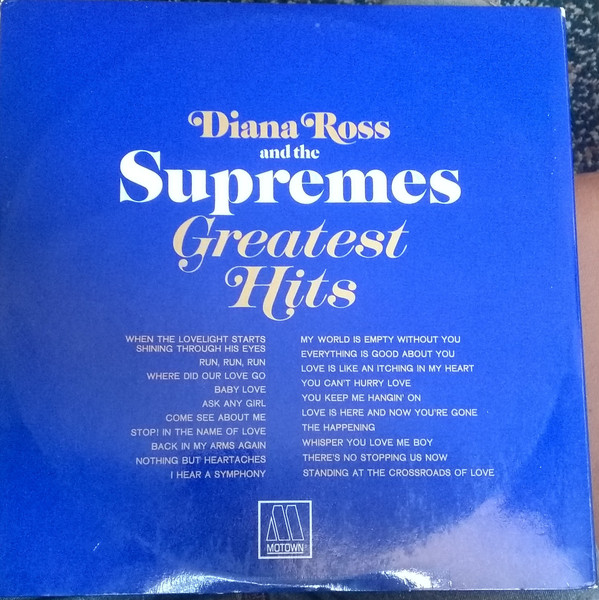 Diana Ross
and the
Supremes
Greatest
Hits
WHEN THE LOVELIGHT STARTS
SHINING THROUGH HIS EYES
RUN, RUN, RUN
WHERE DID OUR LOVE GO
BABY LOVE
ASK ANY GIRL
COME SEE ABOUT ME
STOP! IN THE NAME OF LOVE
BACK IN MY ARMS AGAIN
NOTHING BUT HEARTACHES
I HEAR A SYMPHONY
MY WORLD IS EMPTY WITHOUT YOU
EVERYTHING IS GOOD ABOUT YOU
LOVE IS LIKE AN ITCHING IN MY HEART
YOU CAN'T HURRY LOVE
YOU KEEP ME HANGIN' ON
LOVE IS HERE AND NOW YOU'RE GONE
THE HAPPENING
WHISPER YOU LOVE ME BOY
THERE'S NO STOPPING US NOW
STANDING AT THE CROSSROADS OF LOVE
M
MOTOWN